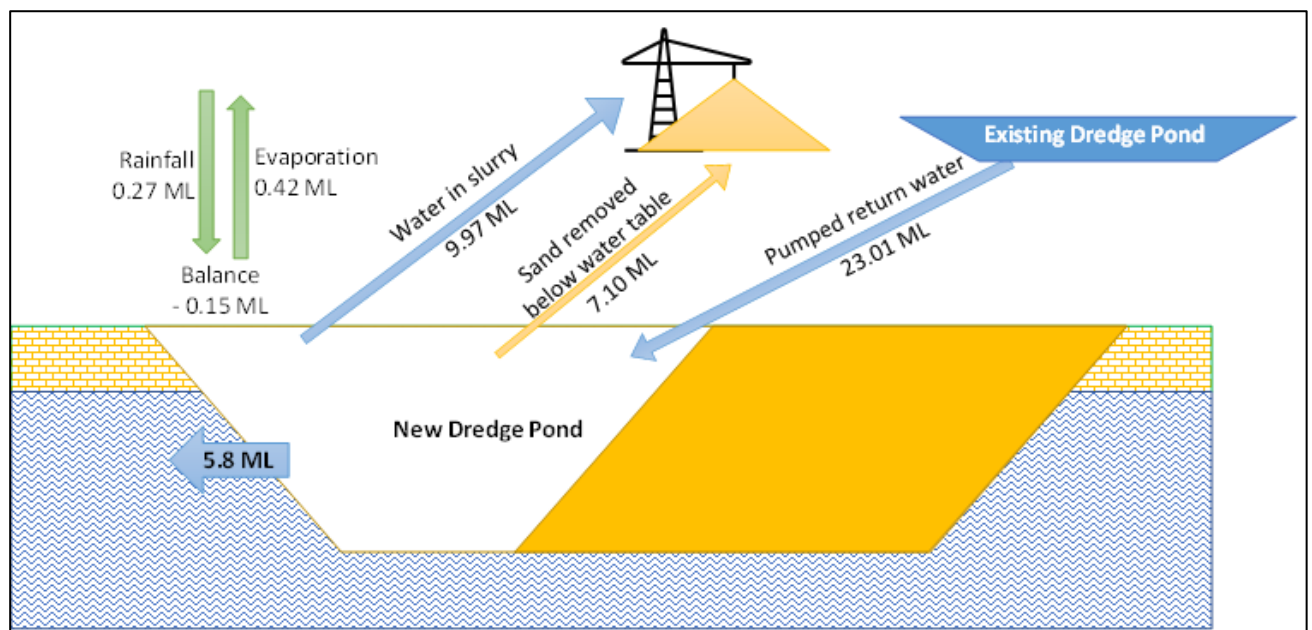 Existing Dredge Pond
Rainfall
0.27 ML
Evaporation
0.42 ML
Balance
- 0.15 ML
Water in slurry
9.97 ML
Sand removed
below water table
7.10 ML
Pumped return water
23.01 ML
New Dredge Pond
5.8 ML